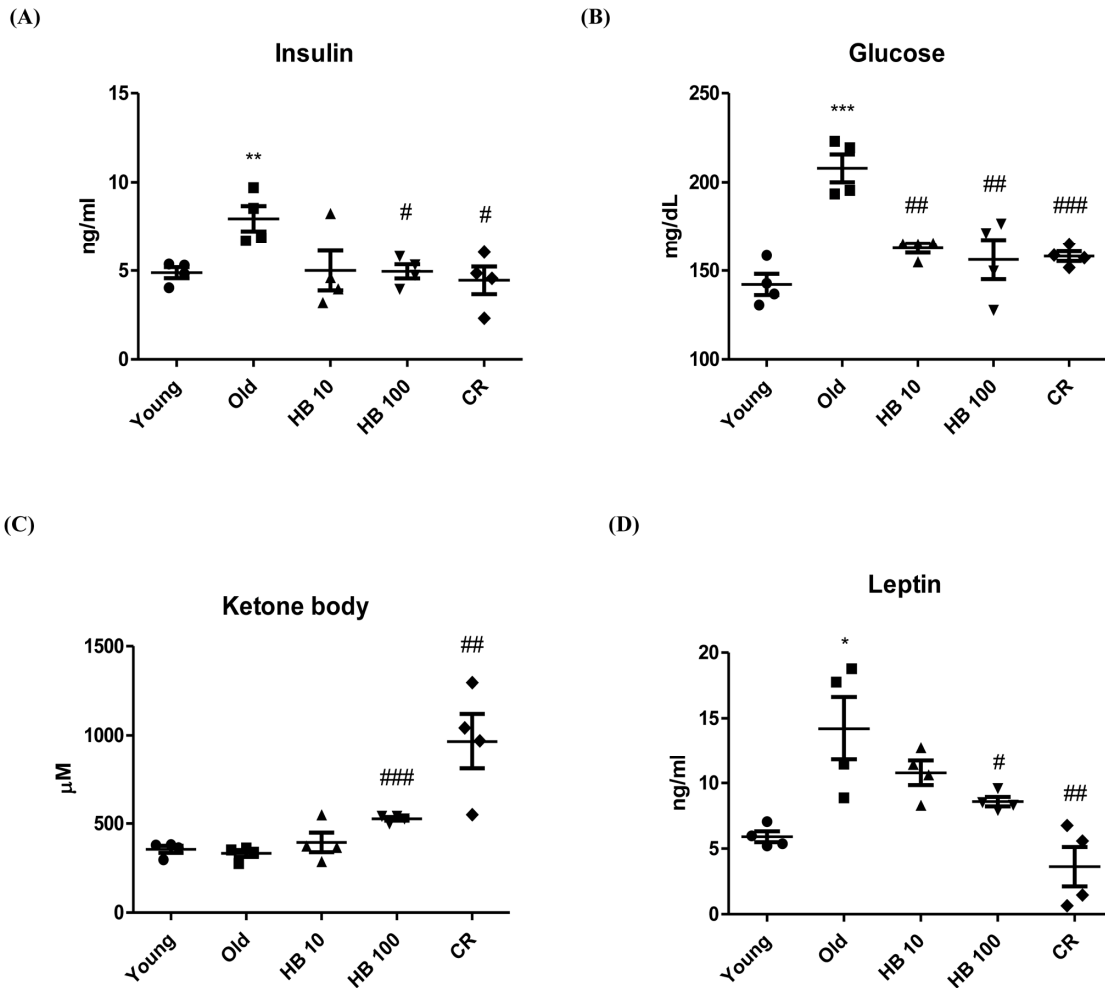 (A)
Insulin
ng/ml
15
10
5
0
**
#
#
Young
Old
HB 10
HB 100
CR
(B)
Glucose
mg/dL
250
200
150
100
***
##
##
###
Young
Old
HB 10
HB 100
CR
(C)
Ketone body
μM
1500
1000
500
0
###
##
Young
Old
HB 10
HB 100
CR
(D)
Leptin
ng/ml
20
15
10
5
0
*
#
##
Young
Old
HB 10
HB 100
CR